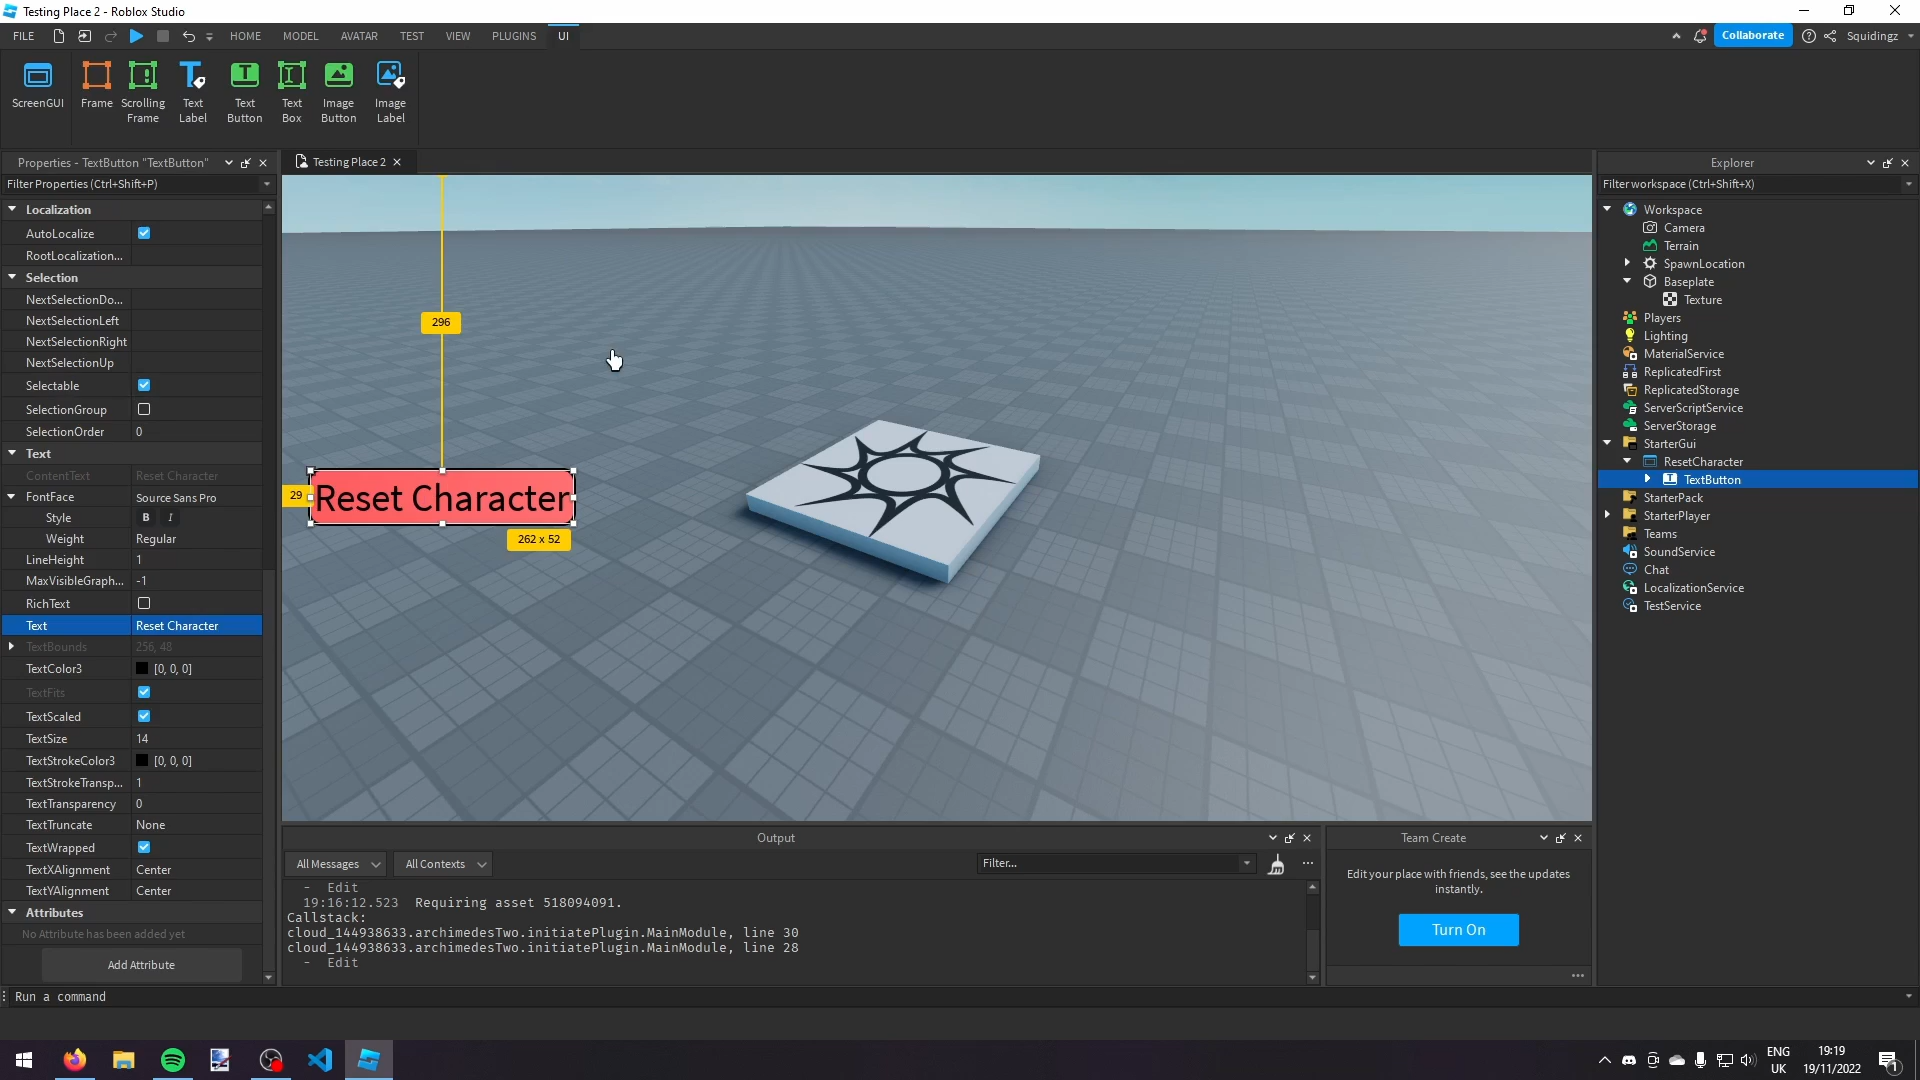 Testing Place 2 - Roblox Studio
FILE HOME MODEL AVATAR TEST VIEW PLUGINS UI Collaborate Squidingz
ScreenGUI Frame Scrolling Frame Text Label Text Button Text Box Image Button Image Label
Properties - TextButton "TextButton"
Filter Properties (Ctrl+Shift+P)
Localization
AutoLocalize
RootLocalization...
Selection
NextSelectionDo...
NextSelectionLeft
NextSelectionRight
NextSelectionUp
Selectable
SelectionGroup
SelectionOrder 0
Text
ContentText Reset Character
FontFace Source Sans Pro
Style B I
Weight Regular
LineHeight 1
MaxVisibleGraph... -1
RichText
Text Reset Character
TextBounds 256, 48
TextColor3 [0, 0, 0]
TextFits
TextScaled
TextSize 14
TextStrokeColor3 [0, 0, 0]
TextStrokeTransp... 1
TextTransparency 0
TextTruncate None
TextWrapped
TextXAlignment Center
TextYAlignment Center
Attributes
No Attribute has been added yet
Add Attribute
Testing Place 2
296
29
Reset Character
262 x 52
Output
All Messages All Contexts Filter...
- Edit
19:16:12.523 Requiring asset 518094091.
Callstack:
cloud_144938633.archimedesTwo.initiatePlugin.MainModule, line 30
cloud_144938633.archimedesTwo.initiatePlugin.MainModule, line 28
- Edit
Team Create
Edit your place with friends, see the updates
instantly.
Turn On
Explorer
Filter workspace (Ctrl+Shift+X)
Workspace
Camera
Terrain
SpawnLocation
Baseplate
Texture
Players
Lighting
MaterialService
ReplicatedFirst
ReplicatedStorage
ServerScriptService
ServerStorage
StarterGui
ResetCharacter
TextButton
StarterPack
StarterPlayer
Teams
SoundService
Chat
LocalizationService
TestService
Run a command
ENG
UK
19:19
19/11/2022
1